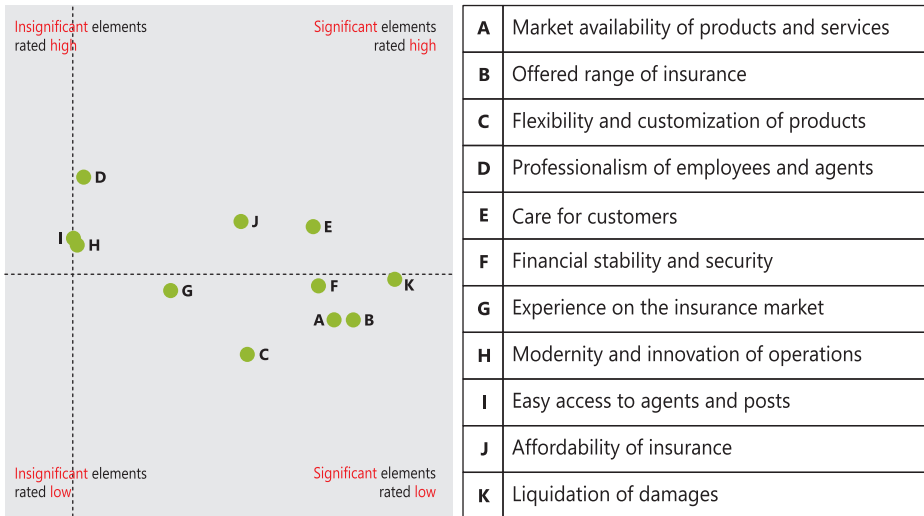 Insignificant elements
rated high
Significant elements
rated high
D
J
E
I
H
G
F
K
A
B
C
Insignificant elements
rated low
Significant elements
rated low
A Market availability of products and services
B Offered range of insurance
C Flexibility and customization of products
D Professionalism of employees and agents
E Care for customers
F Financial stability and security
G Experience on the insurance market
H Modernity and innovation of operations
I Easy access to agents and posts
J Affordability of insurance
K Liquidation of damages